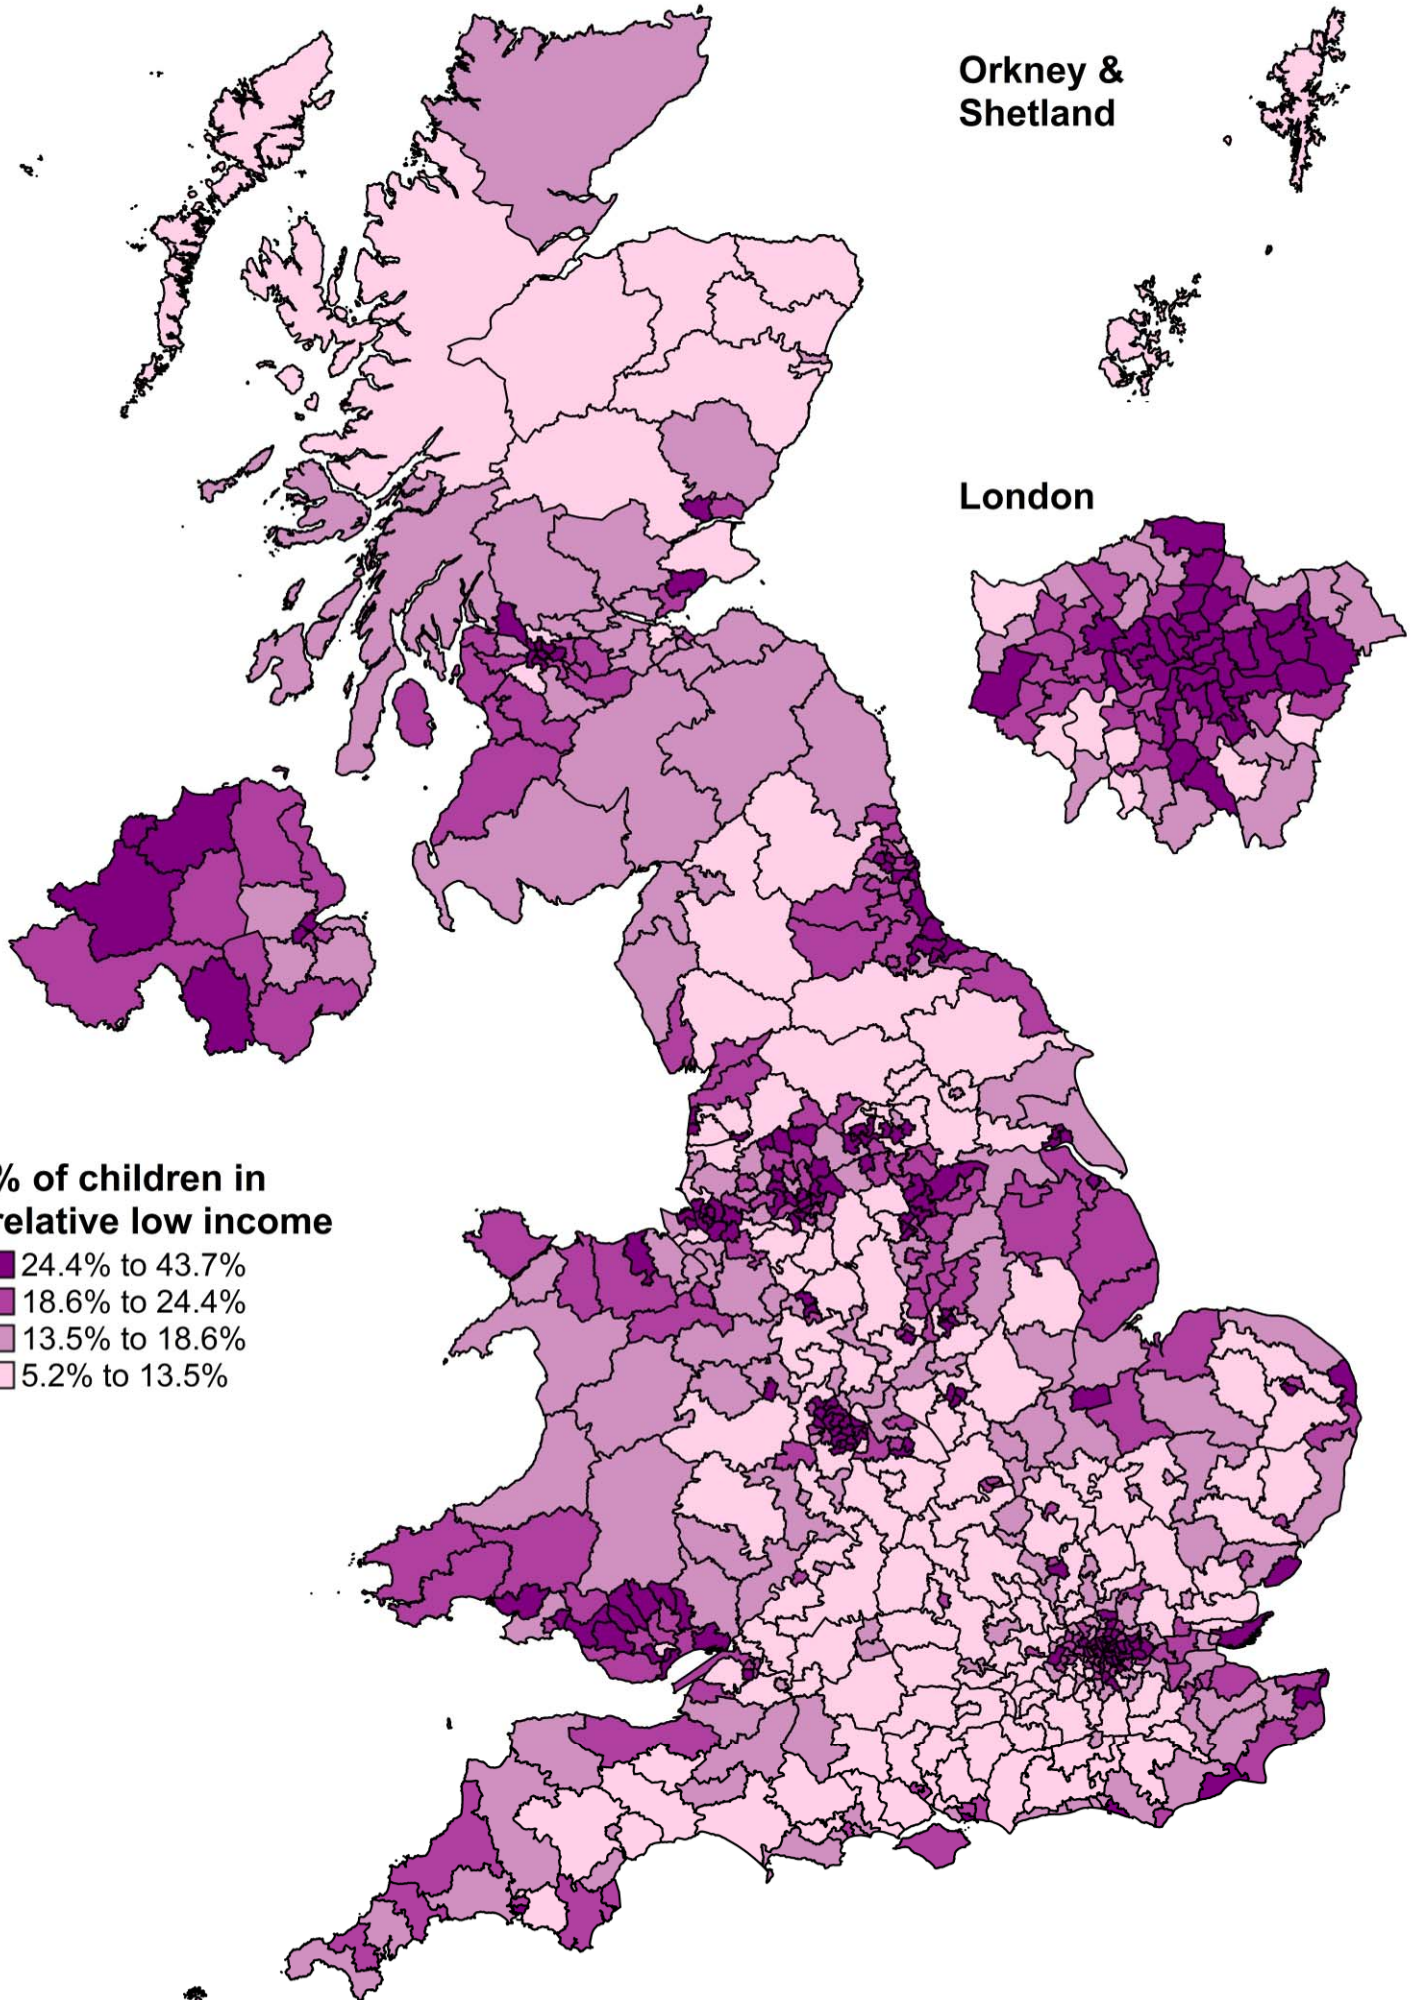 Orkney &
Shetland
London
% of children in
relative low income
24.4% to 43.7%
18.6% to 24.4%
13.5% to 18.6%
5.2% to 13.5%